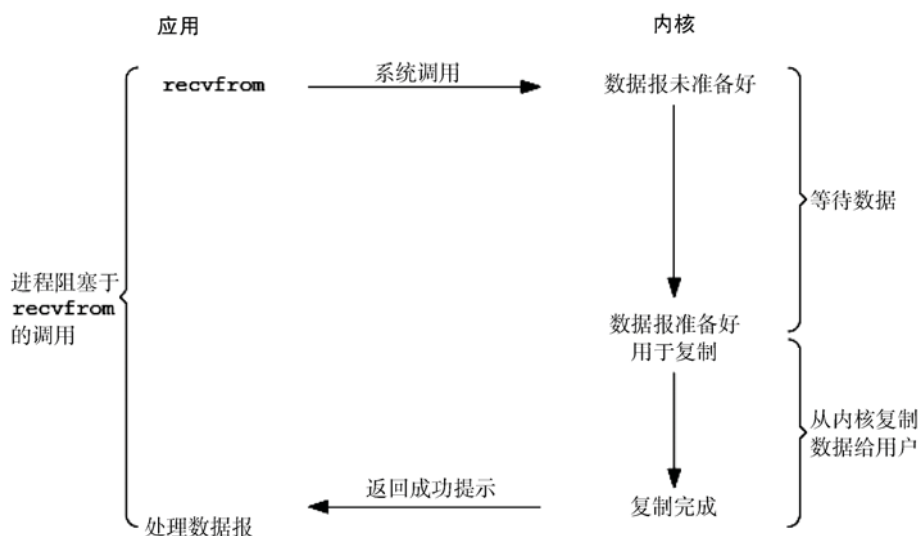 应用
内核
recvfrom
系统调用
数据报未准备好
等待数据
进程阻塞于
recvfrom
的调用
数据报准备好
用于复制
从内核复制
数据给用户
返回成功提示
复制完成
处理数据报